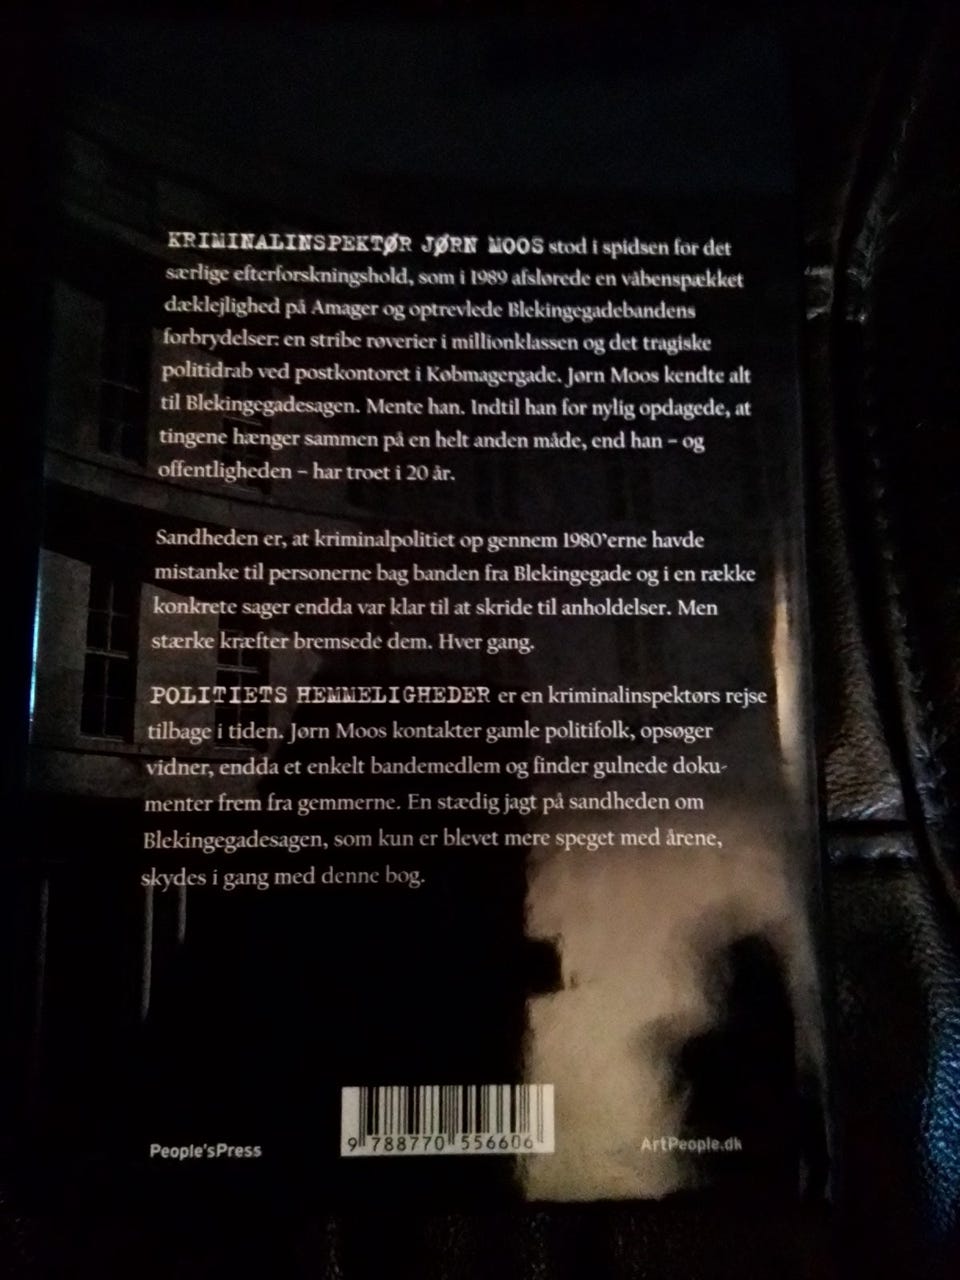 KRIMINALINSPEKTØR JØRN MOOS stod i spidsen for det
særlige efterforskningshold, som i 1989 afslørede en våbenspækket
dæklejlighed på Amager og optrevlede Blekingegadebandens
forbrydelser: en stribe røverier i millionklassen og det tragiske
politidrab ved postkontoret i Købmagergade. Jørn Moos kendte alt
til Blekingegadesagen. Mente han. Indtil han for nylig opdagede, at
tingene hænger sammen på en helt anden måde, end han – og
offentligheden – har troet i 20 år.
Sandheden er, at kriminalpolitiet op gennem 1980'erne havde
mistanke til personerne bag banden fra Blekingegade og i en række
konkrete sager endda var klar til at skride til anholdelser. Men
stærke kræfter bremsede dem. Hver gang.
POLITIETS HEMMELIGHEDER er en kriminalinspektørs rejse
tilbage i tiden. Jørn Moos kontakter gamle politifolk, opsøger
vidner, endda et enkelt bandemedlem og finder gulnede doku-
menter frem fra gemmerne. En stædig jagt på sandheden om
Blekingegadesagen, som kun er blevet mere speget med årene,
skydes i gang med denne bog.
9 788770 556606
People'sPress
ArtPeople.dk